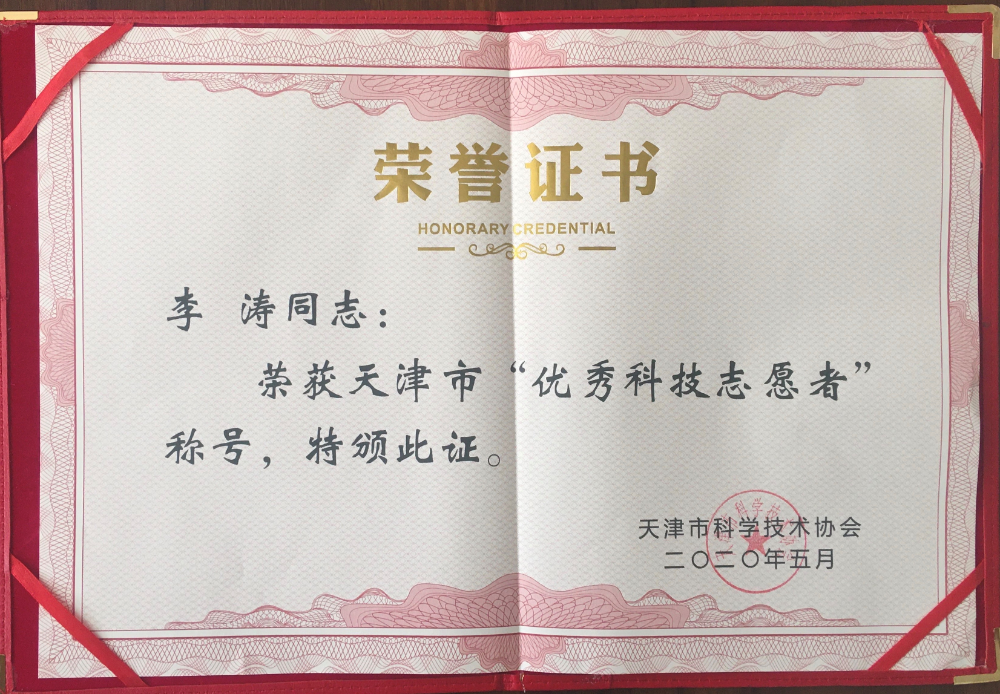 荣誉证书
HONORARY CREDENTIAL
李 涛同志：
荣获天津市“优秀科技志愿者”
称号，特颁此证。
天津市科学技术协会
二〇二〇年五月